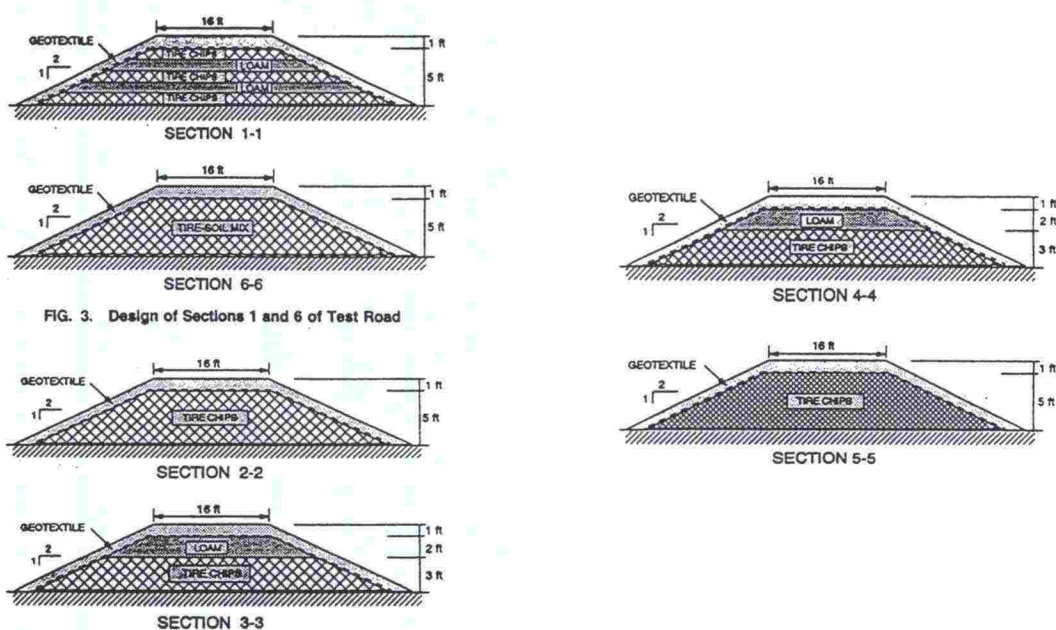 16 ft
GEOTEXTILE
2
1
1 ft
5 ft
TIRE CHIPS
LOAM
TIRE CHIPS
LOAM
TIRE CHIPS
SECTION 1-1
16 ft
GEOTEXTILE
2
1
1 ft
5 ft
TIRE-SOIL MIX
SECTION 6-6
FIG. 3. Design of Sections 1 and 6 of Test Road
16 ft
GEOTEXTILE
2
1
1 ft
5 ft
TIRE CHIPS
SECTION 2-2
16 ft
GEOTEXTILE
2
1
1 ft
2 ft
3 ft
LOAM
TIRE CHIPS
SECTION 3-3
16 ft
GEOTEXTILE
2
1
1 ft
2 ft
3 ft
LOAM
TIRE CHIPS
SECTION 4-4
16 ft
GEOTEXTILE
2
1
1 ft
5 ft
TIRE CHIPS
SECTION 5-5